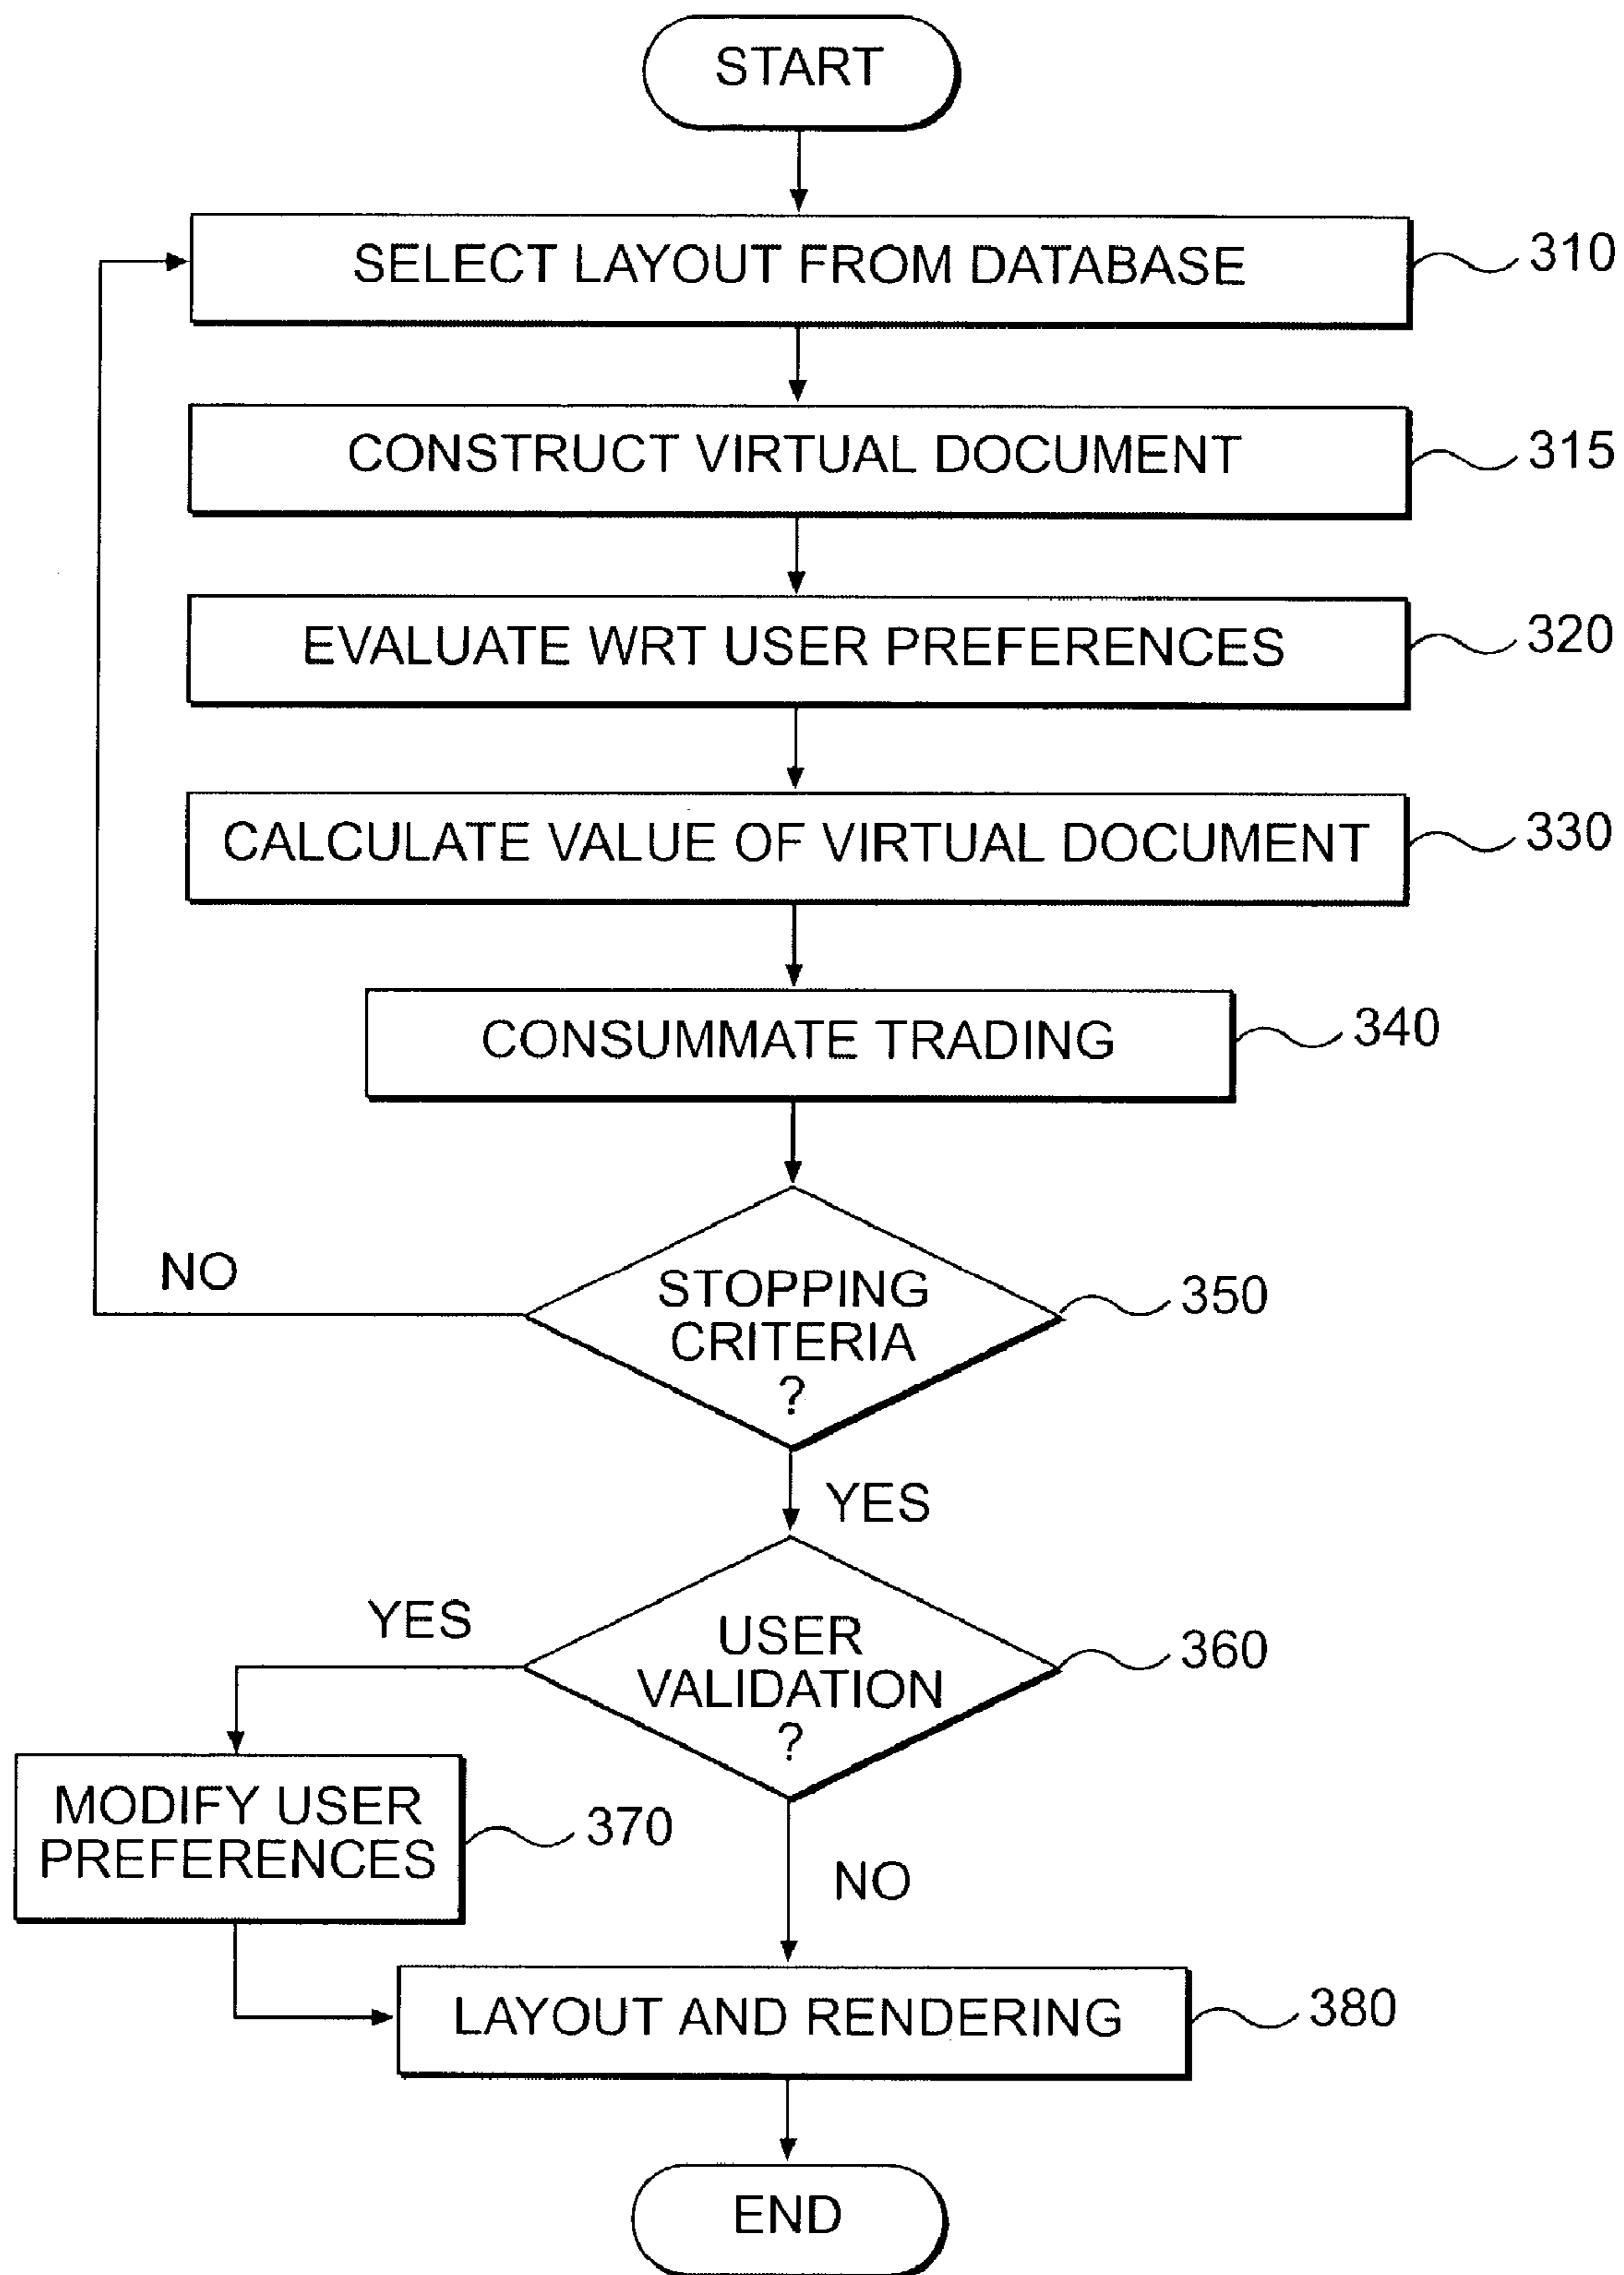 START
SELECT LAYOUT FROM DATABASE
310
CONSTRUCT VIRTUAL DOCUMENT
315
EVALUATE WRT USER PREFERENCES
320
CALCULATE VALUE OF VIRTUAL DOCUMENT
330
CONSUMMATE TRADING
340
NO
STOPPING
CRITERIA
?
350
YES
YES
USER
VALIDATION
?
360
MODIFY USER
PREFERENCES
370
NO
LAYOUT AND RENDERING
380
END